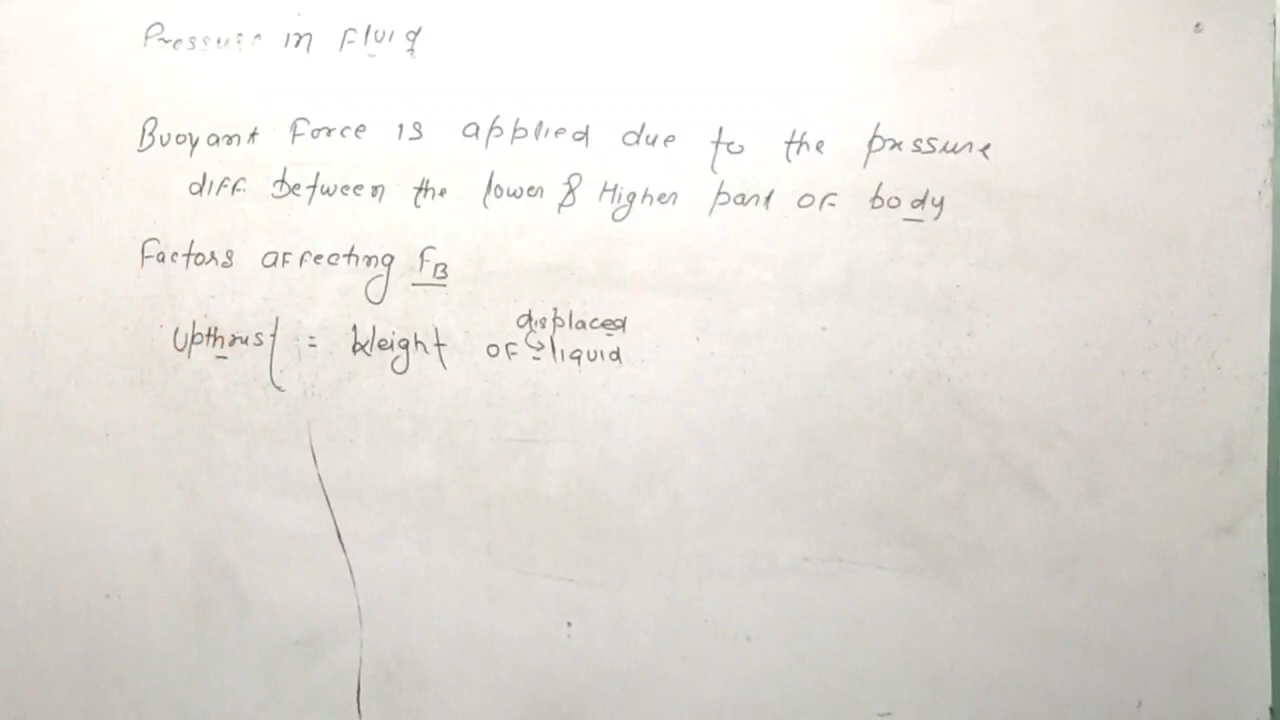 Pressure in Fluid
Buoyant Force is applied due to the pressure
diff. between the lower & Higher part of body
Factors affecting FB
Upthrust = Weight of displaced liquid